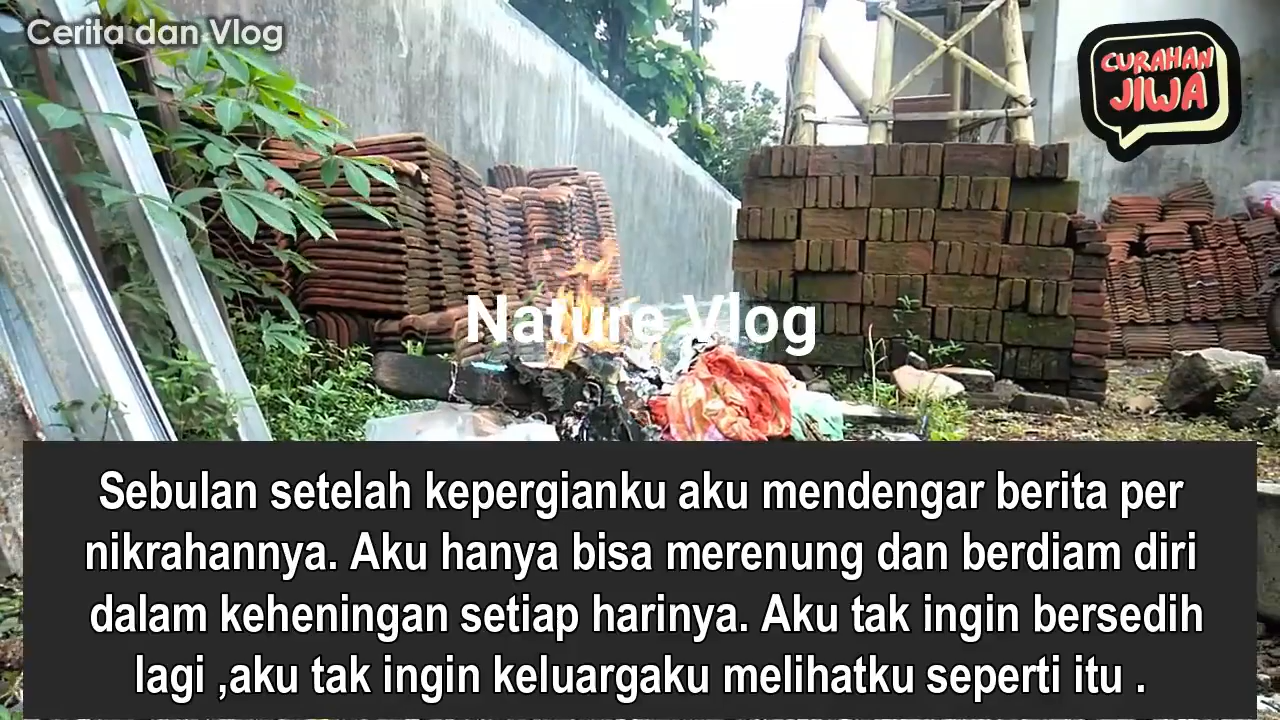 Cerita dan Vlog
CURAHAN
JIWA
Nature Vlog
Sebulan setelah kepergianku aku mendengar berita per
nikrahannya. Aku hanya bisa merenung dan berdiam diri
dalam keheningan setiap harinya. Aku tak ingin bersedih
lagi ,aku tak ingin keluargaku melihatku seperti itu .